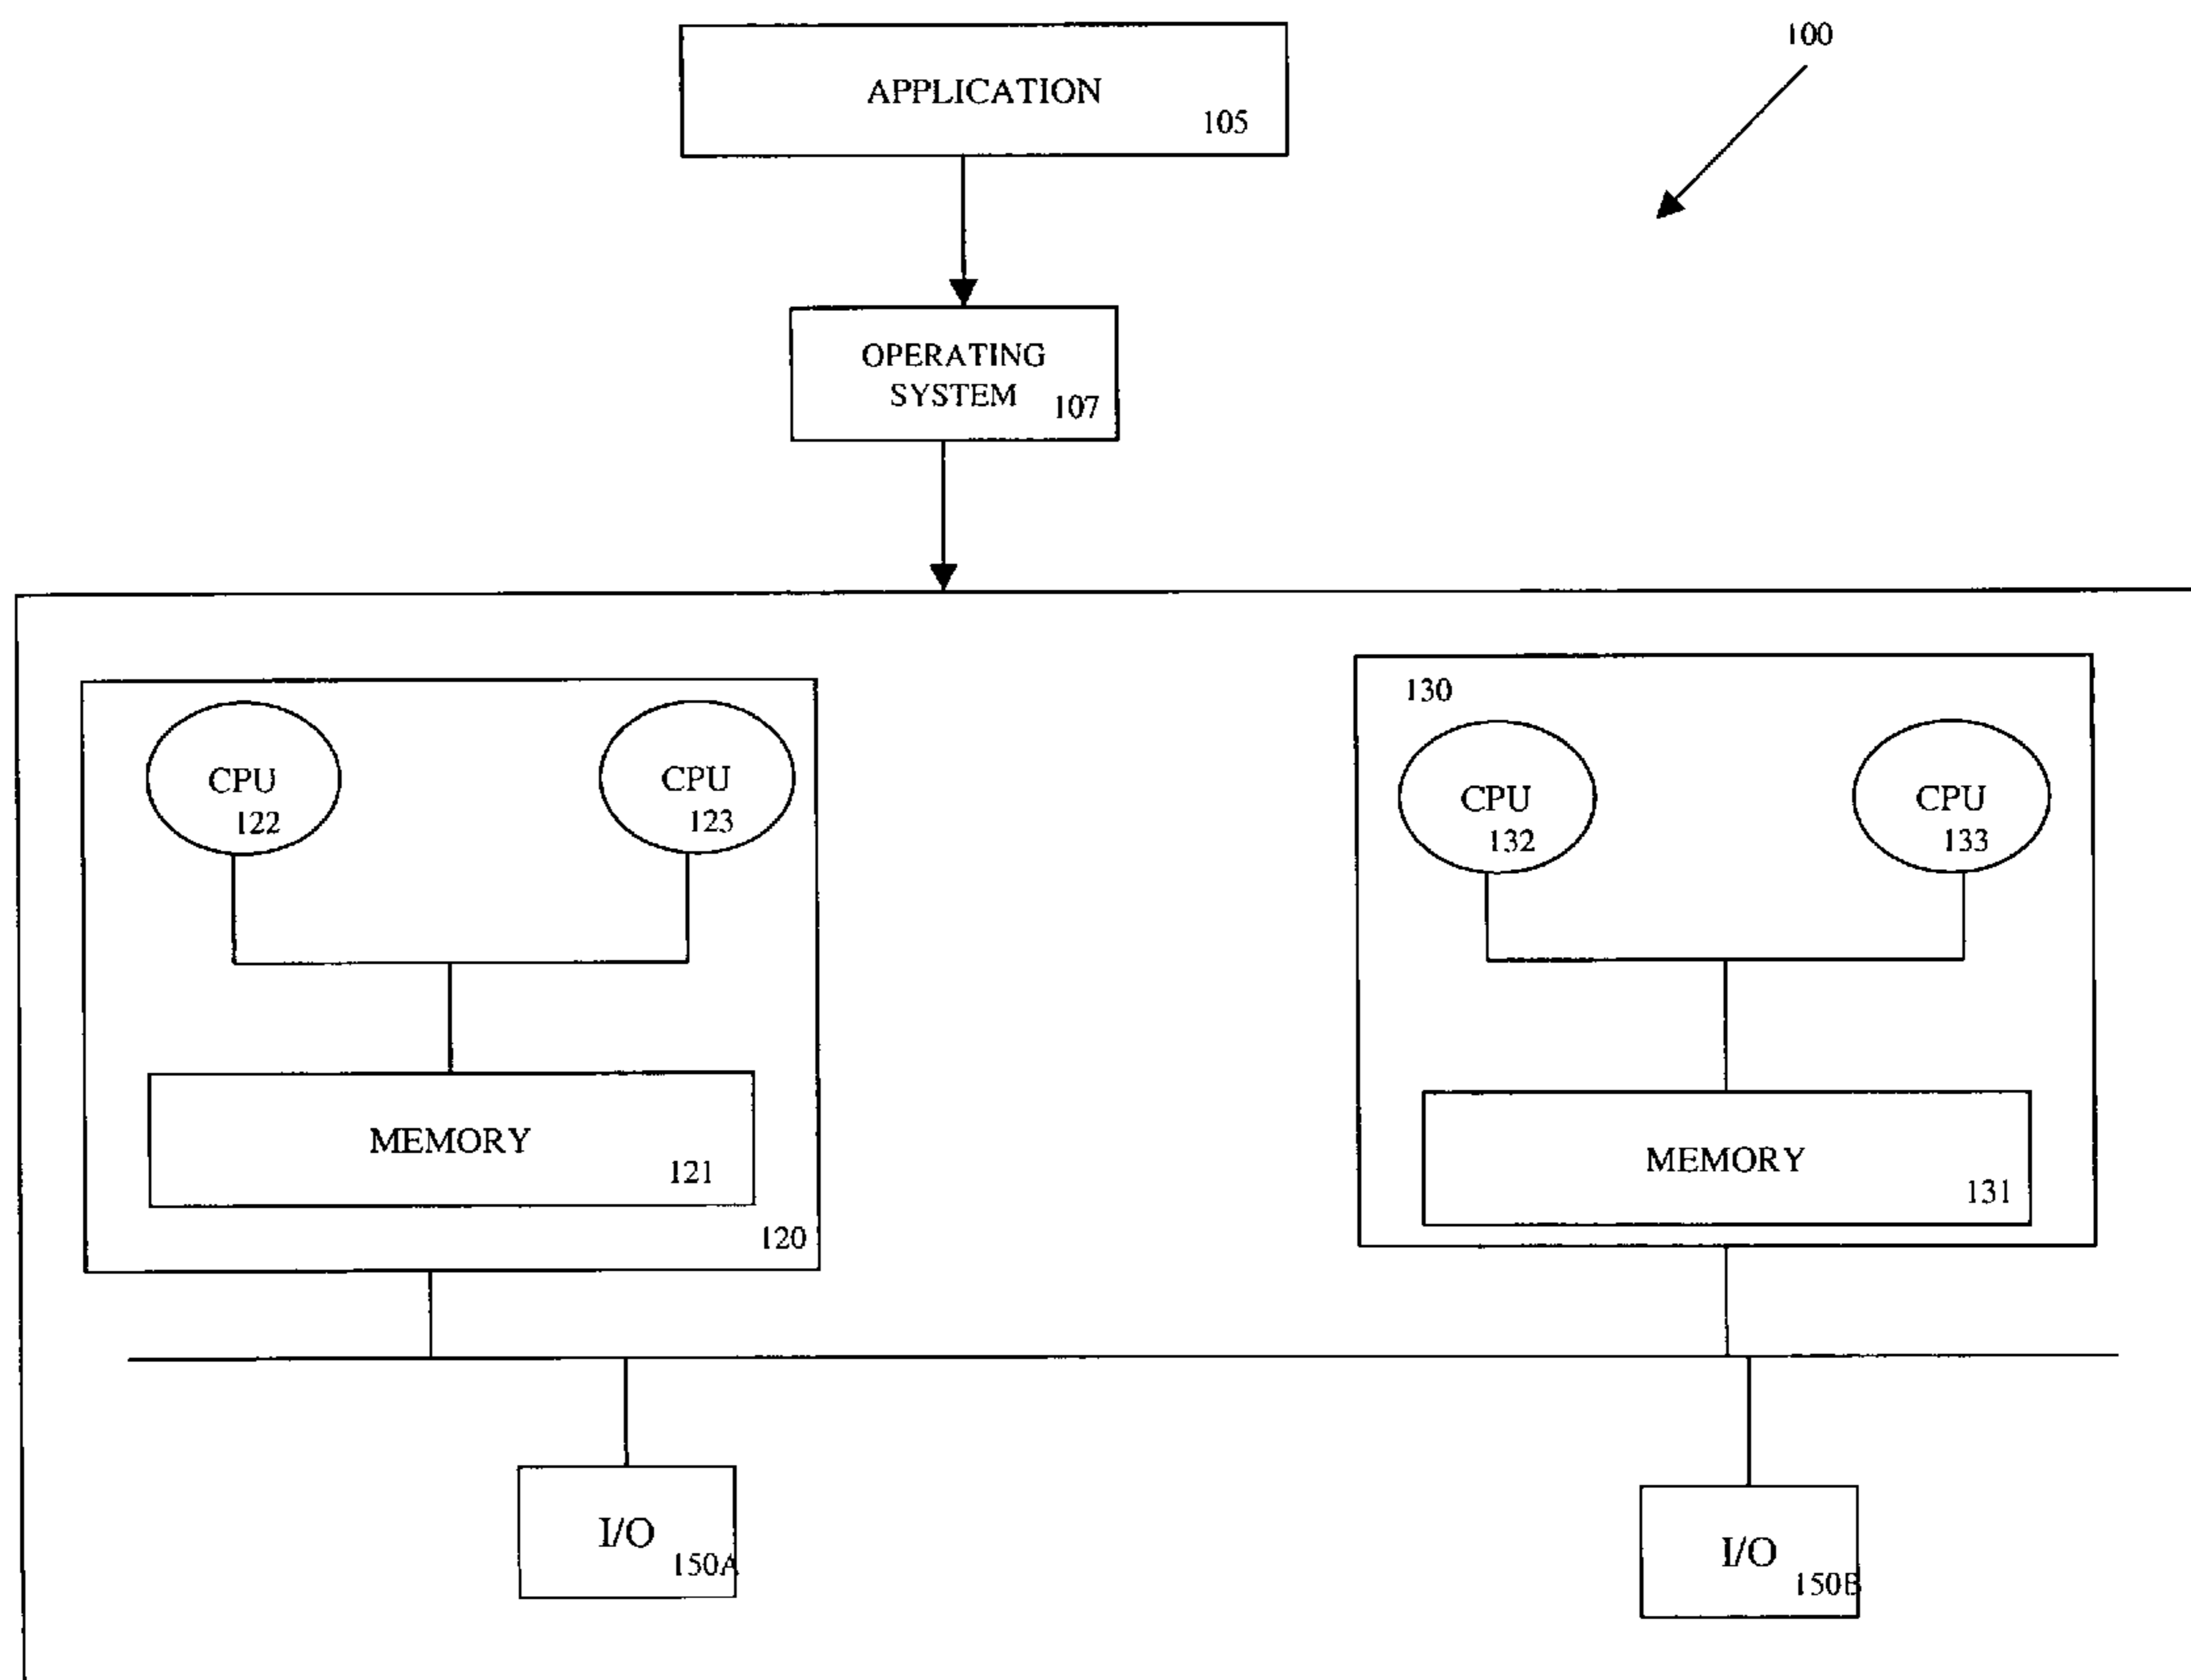 100
APPLICATION
105
OPERATING
SYSTEM
107
130
CPU
122
CPU
123
CPU
132
CPU
133
MEMORY
121
MEMORY
131
120
I/O
150A
I/O
150B